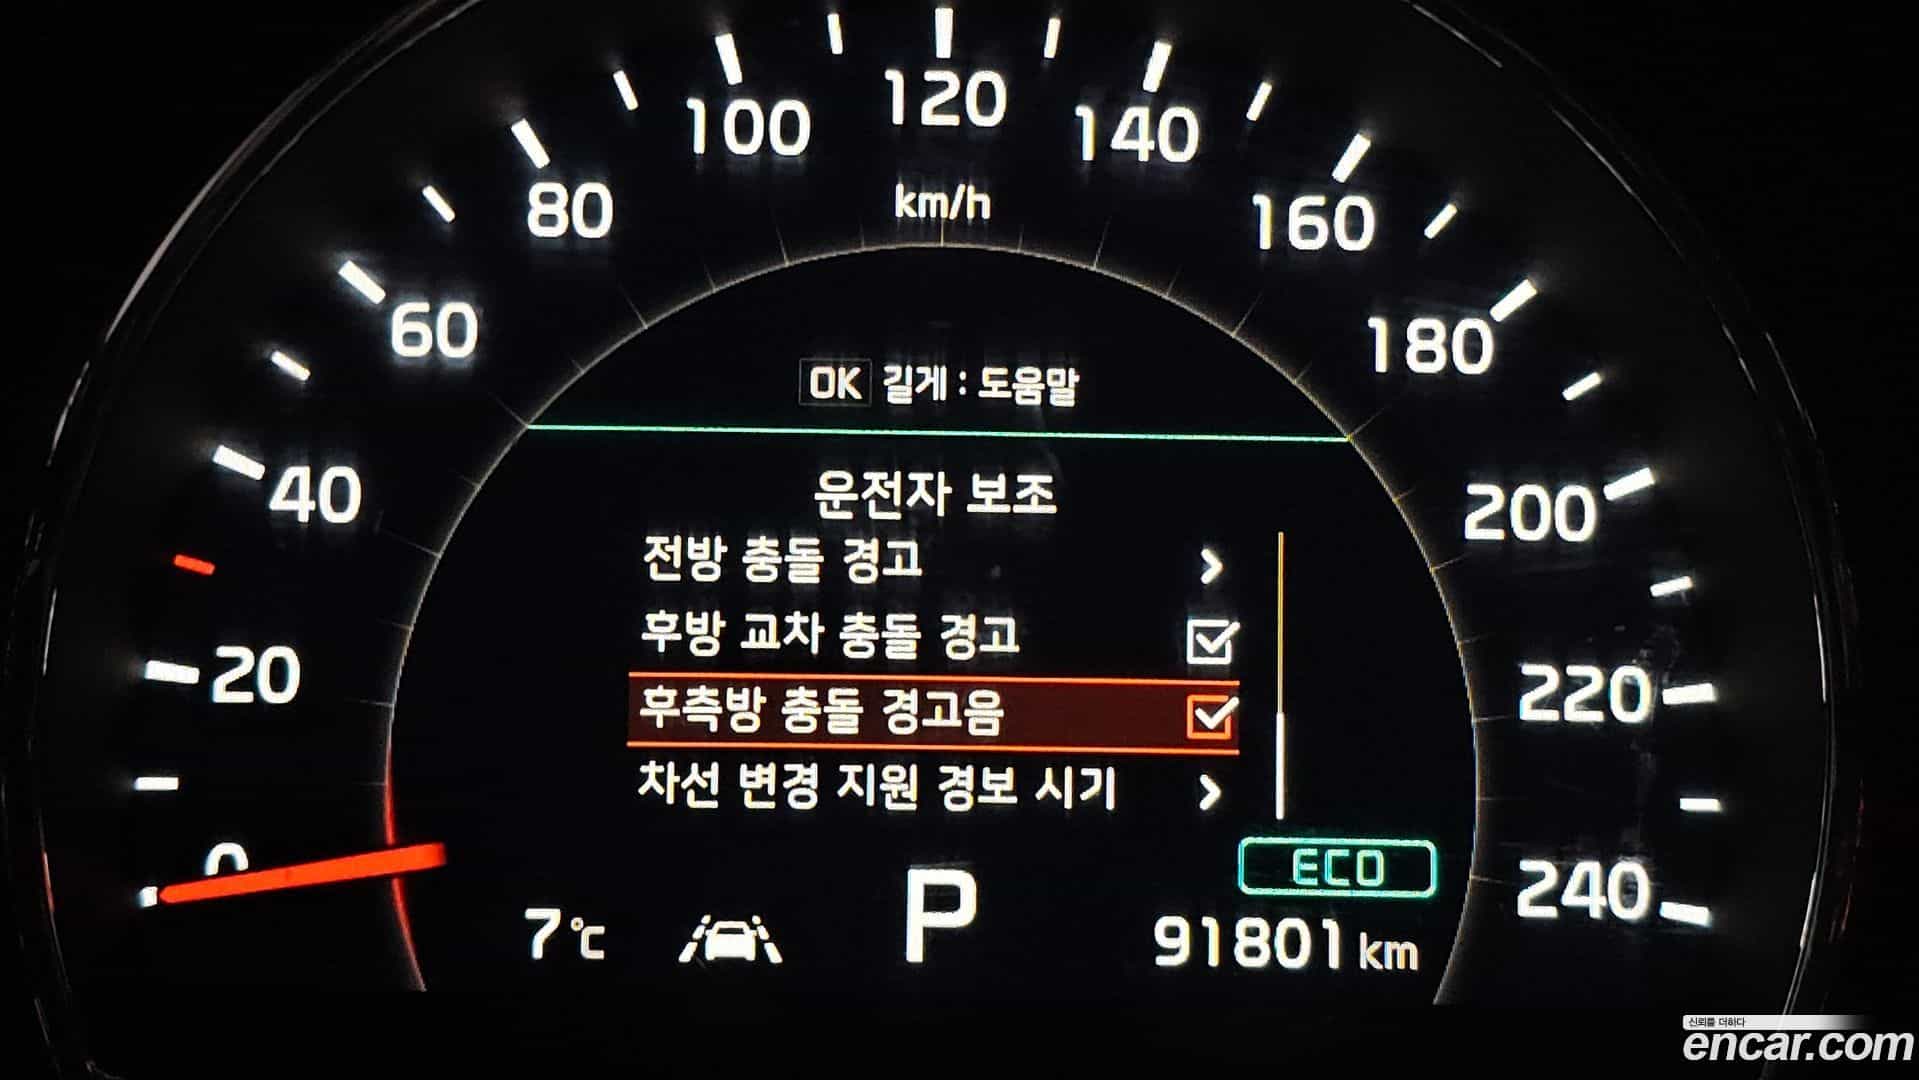 120
100
140
80
km/h
160
60
180
OK 길게 : 도움말
40
운전자 보조
200
전방 충돌 경고
후방 교차 충돌 경고
20
후측방 충돌 경고음
220
차선 변경 지원 경보 시기
0
ECO
240
7°C
P
91801 km
신뢰를 더하다
encar.com